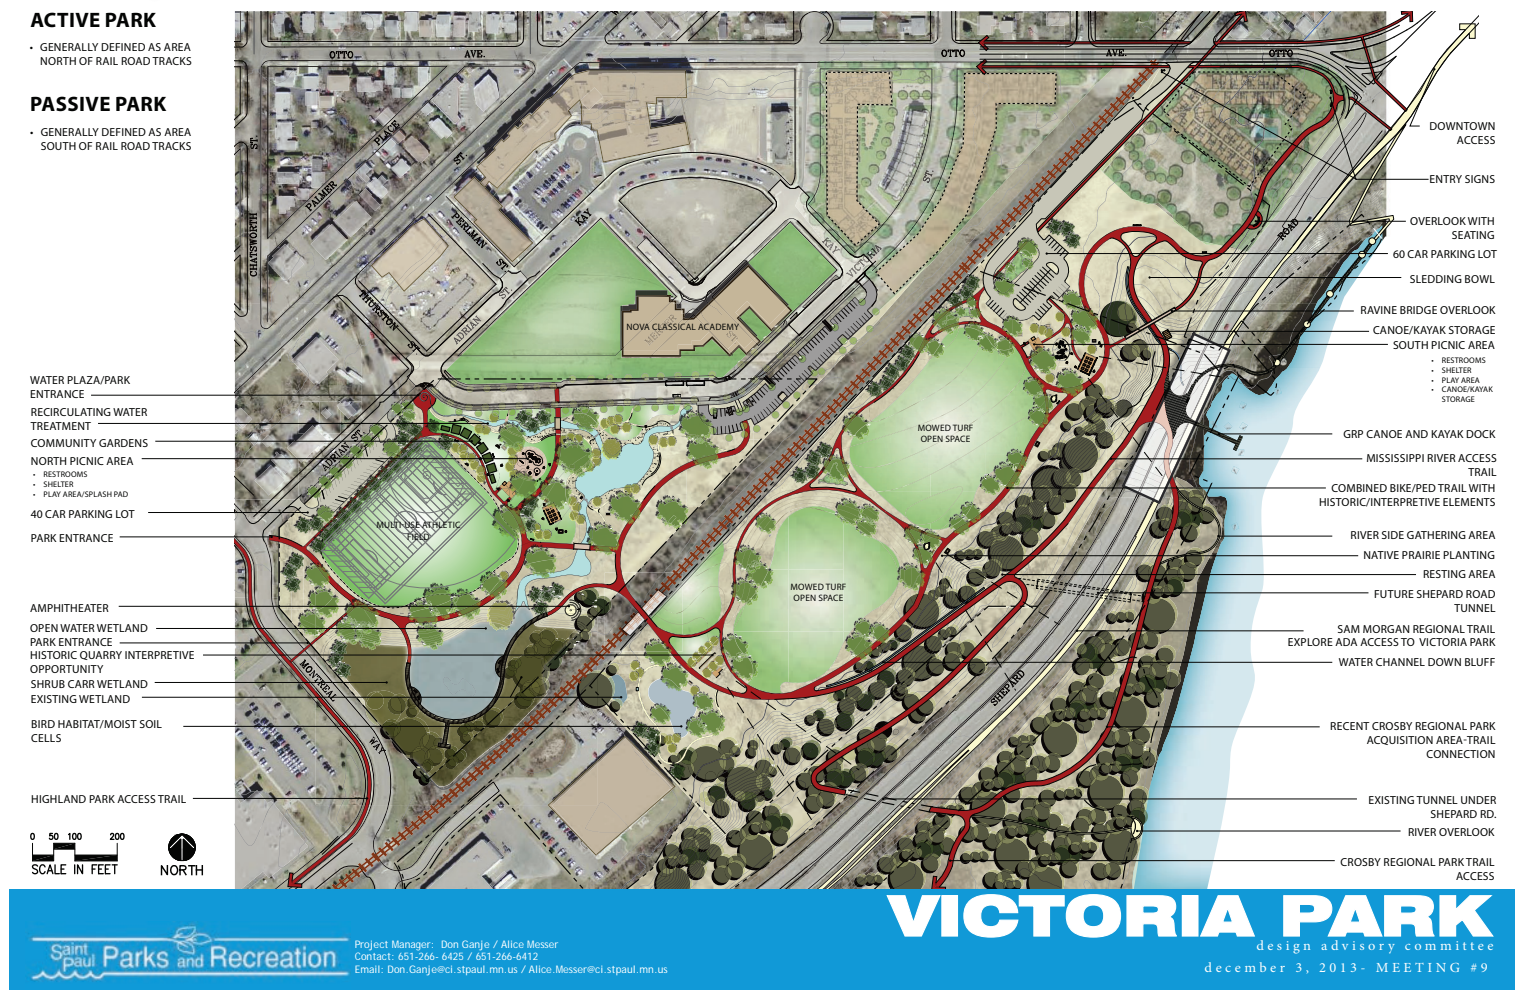 ACTIVE PARK
• GENERALLY DEFINED AS AREA
NORTH OF RAIL ROAD TRACKS
PASSIVE PARK
• GENERALLY DEFINED AS AREA
SOUTH OF RAIL ROAD TRACKS
WATER PLAZA/PARK
ENTRANCE
RECIRCULATING WATER
TREATMENT
COMMUNITY GARDENS
NORTH PICNIC AREA
• RESTROOMS
• SHELTER
• PLAY AREA/SPLASH PAD
40 CAR PARKING LOT
PARK ENTRANCE
AMPHITHEATER
OPEN WATER WETLAND
PARK ENTRANCE
HISTORIC QUARRY INTERPRETIVE
OPPORTUNITY
SHRUB CARR WETLAND
EXISTING WETLAND
BIRD HABITAT/MOIST SOIL
CELLS
HIGHLAND PARK ACCESS TRAIL
0 50 100 200
SCALE IN FEET
NORTH
OTTO AVE. OTTO AVE. OTTO
CHATSWORTH ST.
PALMER PLACE
ST.
PERLMAN ST.
THURSTON ST.
ADRIAN ST.
KAY
KAY
VICTORIA
ST.
NOVA CLASSICAL ACADEMY
ADRIAN ST.
MULTI-USE ATHLETIC
FIELD
MOWED TURF
OPEN SPACE
MOWED TURF
OPEN SPACE
MONTREAL WAY
SHEPARD ROAD
DOWNTOWN
ACCESS
ENTRY SIGNS
OVERLOOK WITH
SEATING
60 CAR PARKING LOT
SLEDDING BOWL
RAVINE BRIDGE OVERLOOK
CANOE/KAYAK STORAGE
SOUTH PICNIC AREA
• RESTROOMS
• SHELTER
• PLAY AREA
• CANOE/KAYAK
STORAGE
GRP CANOE AND KAYAK DOCK
MISSISSIPPI RIVER ACCESS
TRAIL
COMBINED BIKE/PED TRAIL WITH
HISTORIC/INTERPRETIVE ELEMENTS
RIVER SIDE GATHERING AREA
NATIVE PRAIRIE PLANTING
RESTING AREA
FUTURE SHEPARD ROAD
TUNNEL
SAM MORGAN REGIONAL TRAIL
EXPLORE ADA ACCESS TO VICTORIA PARK
WATER CHANNEL DOWN BLUFF
RECENT CROSBY REGIONAL PARK
ACQUISITION AREA-TRAIL
CONNECTION
EXISTING TUNNEL UNDER
SHEPARD RD.
RIVER OVERLOOK
CROSBY REGIONAL PARK TRAIL
ACCESS
Saint Paul Parks and Recreation
Project Manager: Don Ganje / Alice Messer
Contact: 651-266- 6425 / 651-266-6412
Email: Don.Ganje@ci.stpaul.mn.us / Alice.Messer@ci.stpaul.mn.us
VICTORIA PARK
design advisory committee
december 3, 2013- MEETING #9